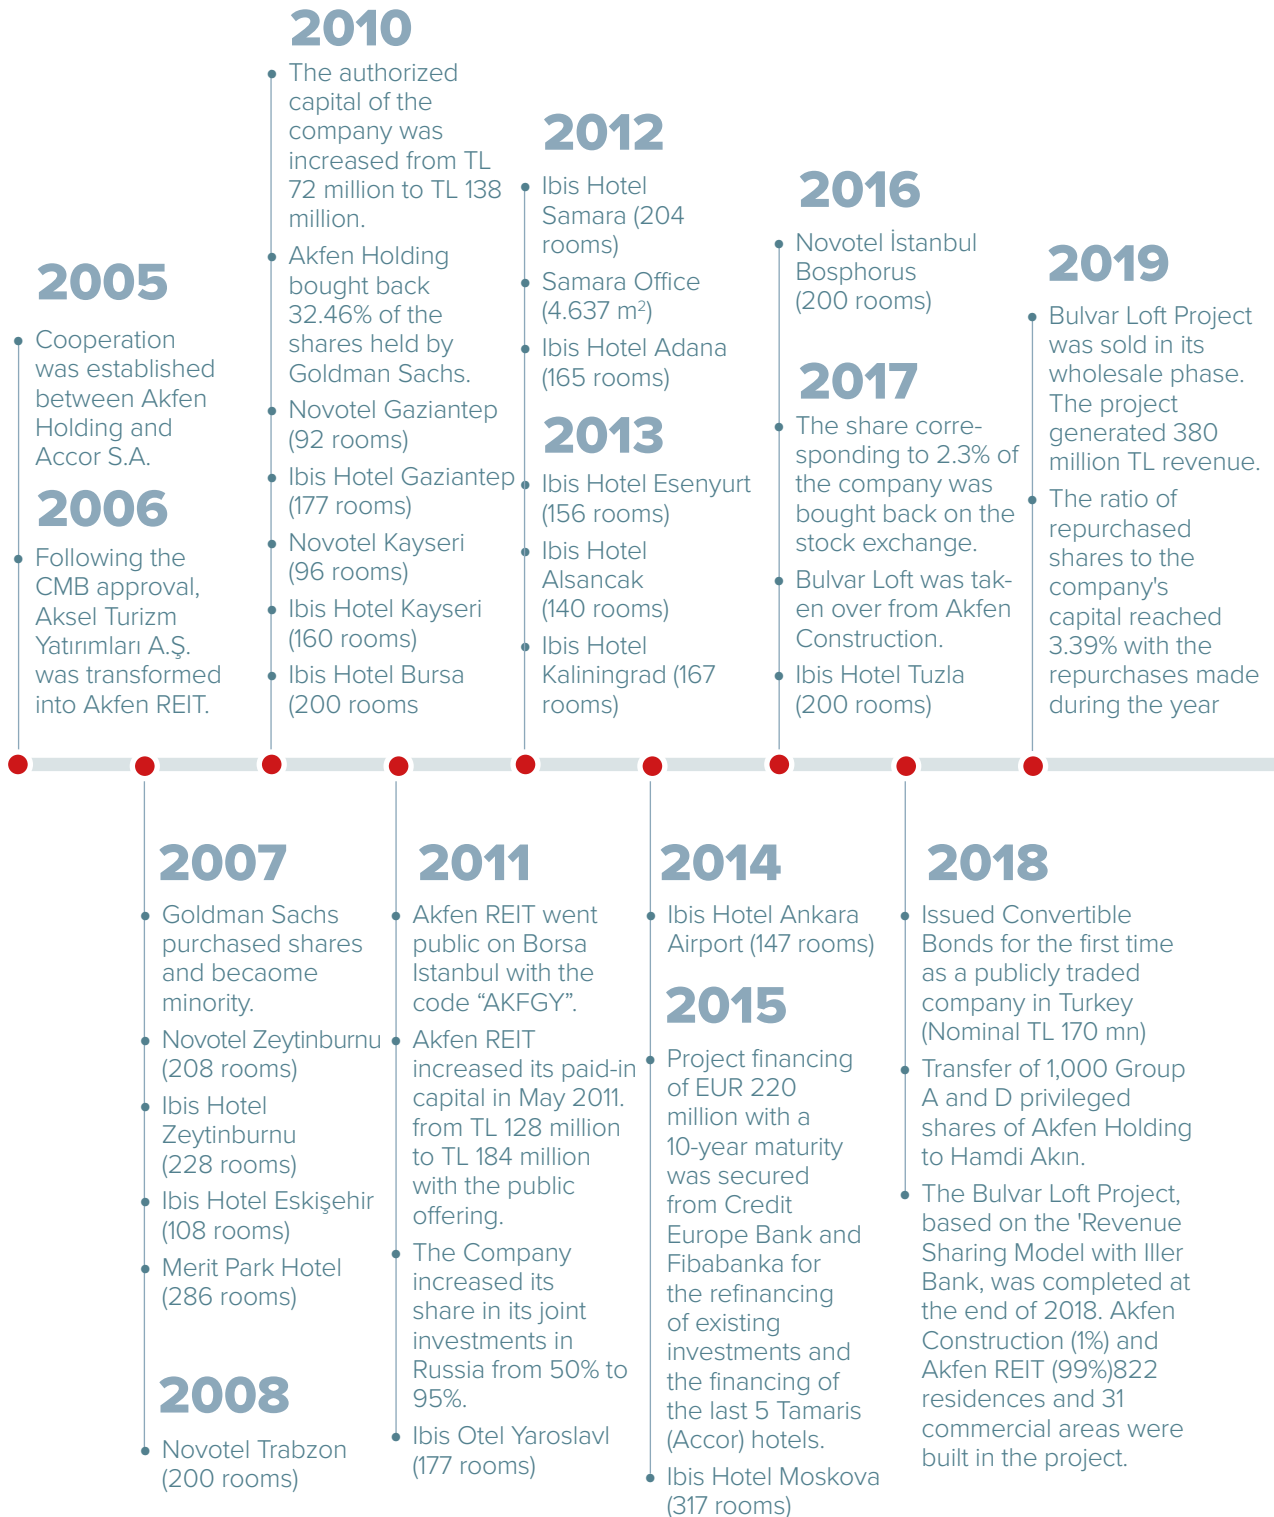 2005
Cooperation
was established
between Akfen
Holding and
Accor S.A.
2006
Following the
CMB approval,
Aksel Turizm
Yatırımları A.Ş.
was transformed
into Akfen REIT.
2007
Goldman Sachs
purchased shares
and becaome
minority.
Novotel Zeytinburnu
(208 rooms)
Ibis Hotel
Zeytinburnu
(228 rooms)
Ibis Hotel Eskişehir
(108 rooms)
Merit Park Hotel
(286 rooms)
2008
Novotel Trabzon
(200 rooms)
2010
The authorized
capital of the
company was
increased from TL
72 million to TL 138
million.
Akfen Holding
bought back
32.46% of the
shares held by
Goldman Sachs.
Novotel Gaziantep
(92 rooms)
Ibis Hotel Gaziantep
(177 rooms)
Novotel Kayseri
(96 rooms)
Ibis Hotel Kayseri
(160 rooms)
Ibis Hotel Bursa
(200 rooms
2011
Akfen REIT went
public on Borsa
Istanbul with the
code “AKFGY”.
Akfen REIT
increased its paid-in
capital in May 2011.
from TL 128 million
to TL 184 million
with the public
offering.
The Company
increased its
share in its joint
investments in
Russia from 50% to
95%.
Ibis Otel Yaroslavl
(177 rooms)
2012
Ibis Hotel
Samara (204
rooms)
Samara Office
(4.637 m²)
Ibis Hotel Adana
(165 rooms)
2013
Ibis Hotel Esenyurt
(156 rooms)
Ibis Hotel
Alsancak
(140 rooms)
Ibis Hotel
Kaliningrad (167
rooms)
2014
Ibis Hotel Ankara
Airport (147 rooms)
2015
Project financing
of EUR 220
million with a
10-year maturity
was secured
from Credit
Europe Bank and
Fibabanka for
the refinancing
of existing
investments and
the financing of
the last 5 Tamaris
(Accor) hotels.
Ibis Hotel Moskova
(317 rooms)
2016
Novotel İstanbul
Bosphorus
(200 rooms)
2017
The share corre-
sponding to 2.3% of
the company was
bought back on the
stock exchange.
Bulvar Loft was tak-
en over from Akfen
Construction.
Ibis Hotel Tuzla
(200 rooms)
2018
Issued Convertible
Bonds for the first time
as a publicly traded
company in Turkey
(Nominal TL 170 mn)
Transfer of 1,000 Group
A and D privileged
shares of Akfen Holding
to Hamdi Akın.
The Bulvar Loft Project,
based on the 'Revenue
Sharing Model with Iller
Bank, was completed at
the end of 2018. Akfen
Construction (1%) and
Akfen REIT (99%)822
residences and 31
commercial areas were
built in the project.
2019
Bulvar Loft Project
was sold in its
wholesale phase.
The project
generated 380
million TL revenue.
The ratio of
repurchased
shares to the
company's
capital reached
3.39% with the
repurchases made
during the year